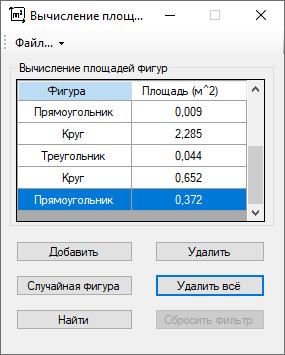 m²
Вычисление площ...
Файл...
Вычисление площадей фигур
Фигура Площадь (м^2)
Прямоугольник 0,009
Круг 2,285
Треугольник 0,044
Круг 0,652
Прямоугольник 0,372
Добавить Удалить
Случайная фигура Удалить всё
Найти Сбросить фильтр